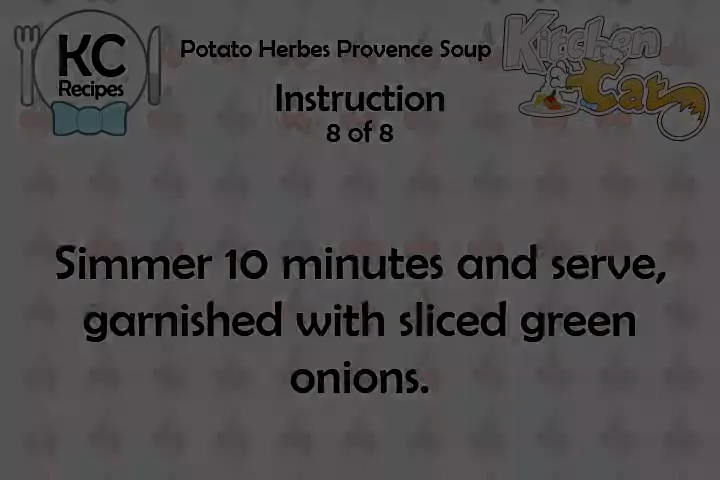 KC
Recipes
Potato Herbes Provence Soup
Kitchen
Cat
Instruction
8 of 8
Simmer 10 minutes and serve,
garnished with sliced green
onions.